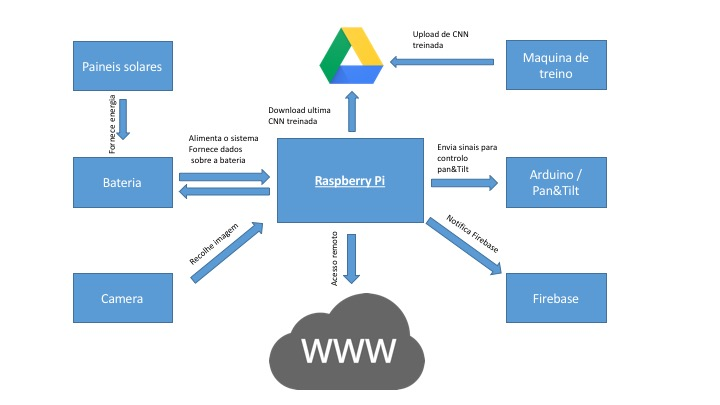 Upload de CNN
treinada
Paineis solares
Maquina de
treino
Fornece energia
Download ultima
CNN treinada
Alimenta o sistema
Fornece dados
sobre a bateria
Envia sinais para
controlo
pan&Tilt
Bateria
Raspberry Pi
Arduino /
Pan&Tilt
Recolhe imagem
Acesso remoto
Notifica Firebase
Camera
Firebase
WWW